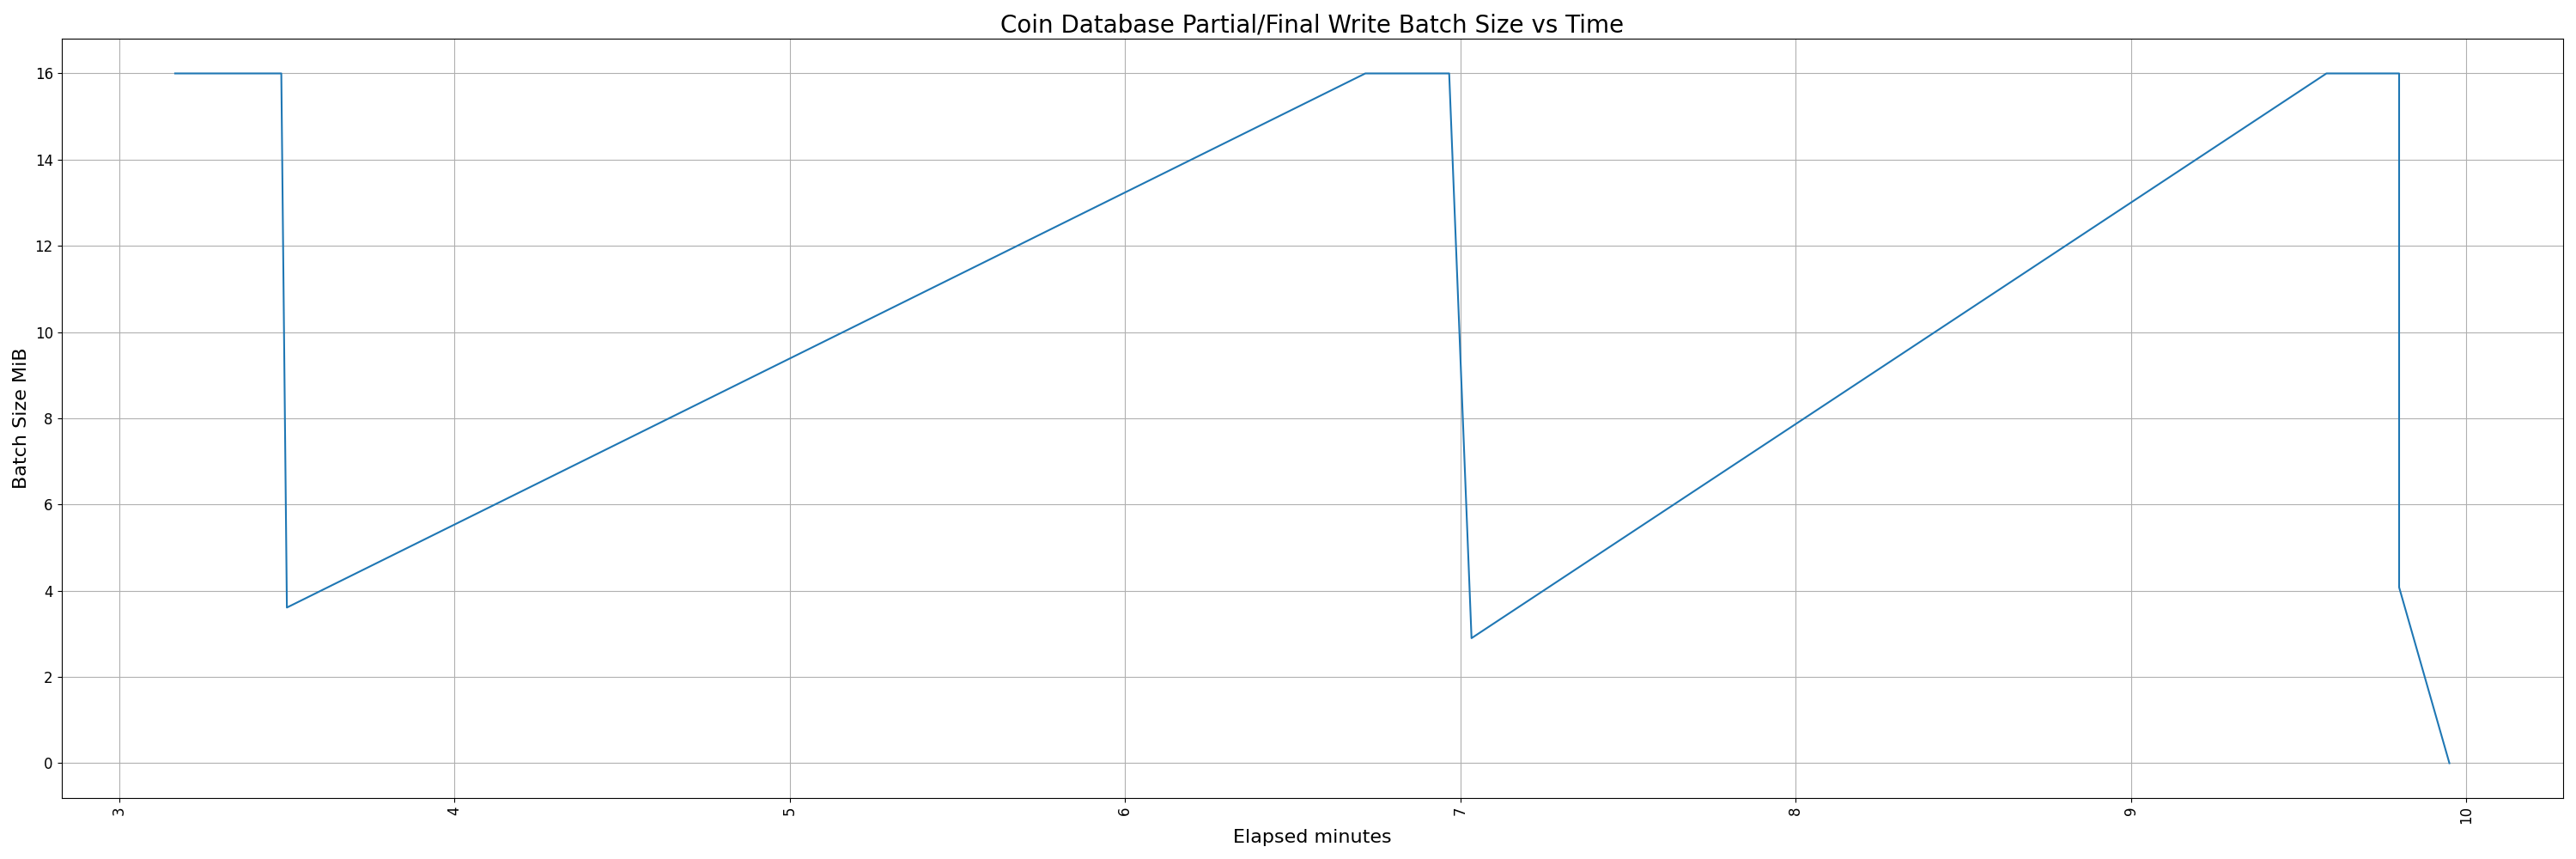 Coin Database Partial/Final Write Batch Size vs Time
Batch Size MiB
16
14
12
10
8
6
4
2
0
3 4 5 6 7 8 9 10
Elapsed minutes